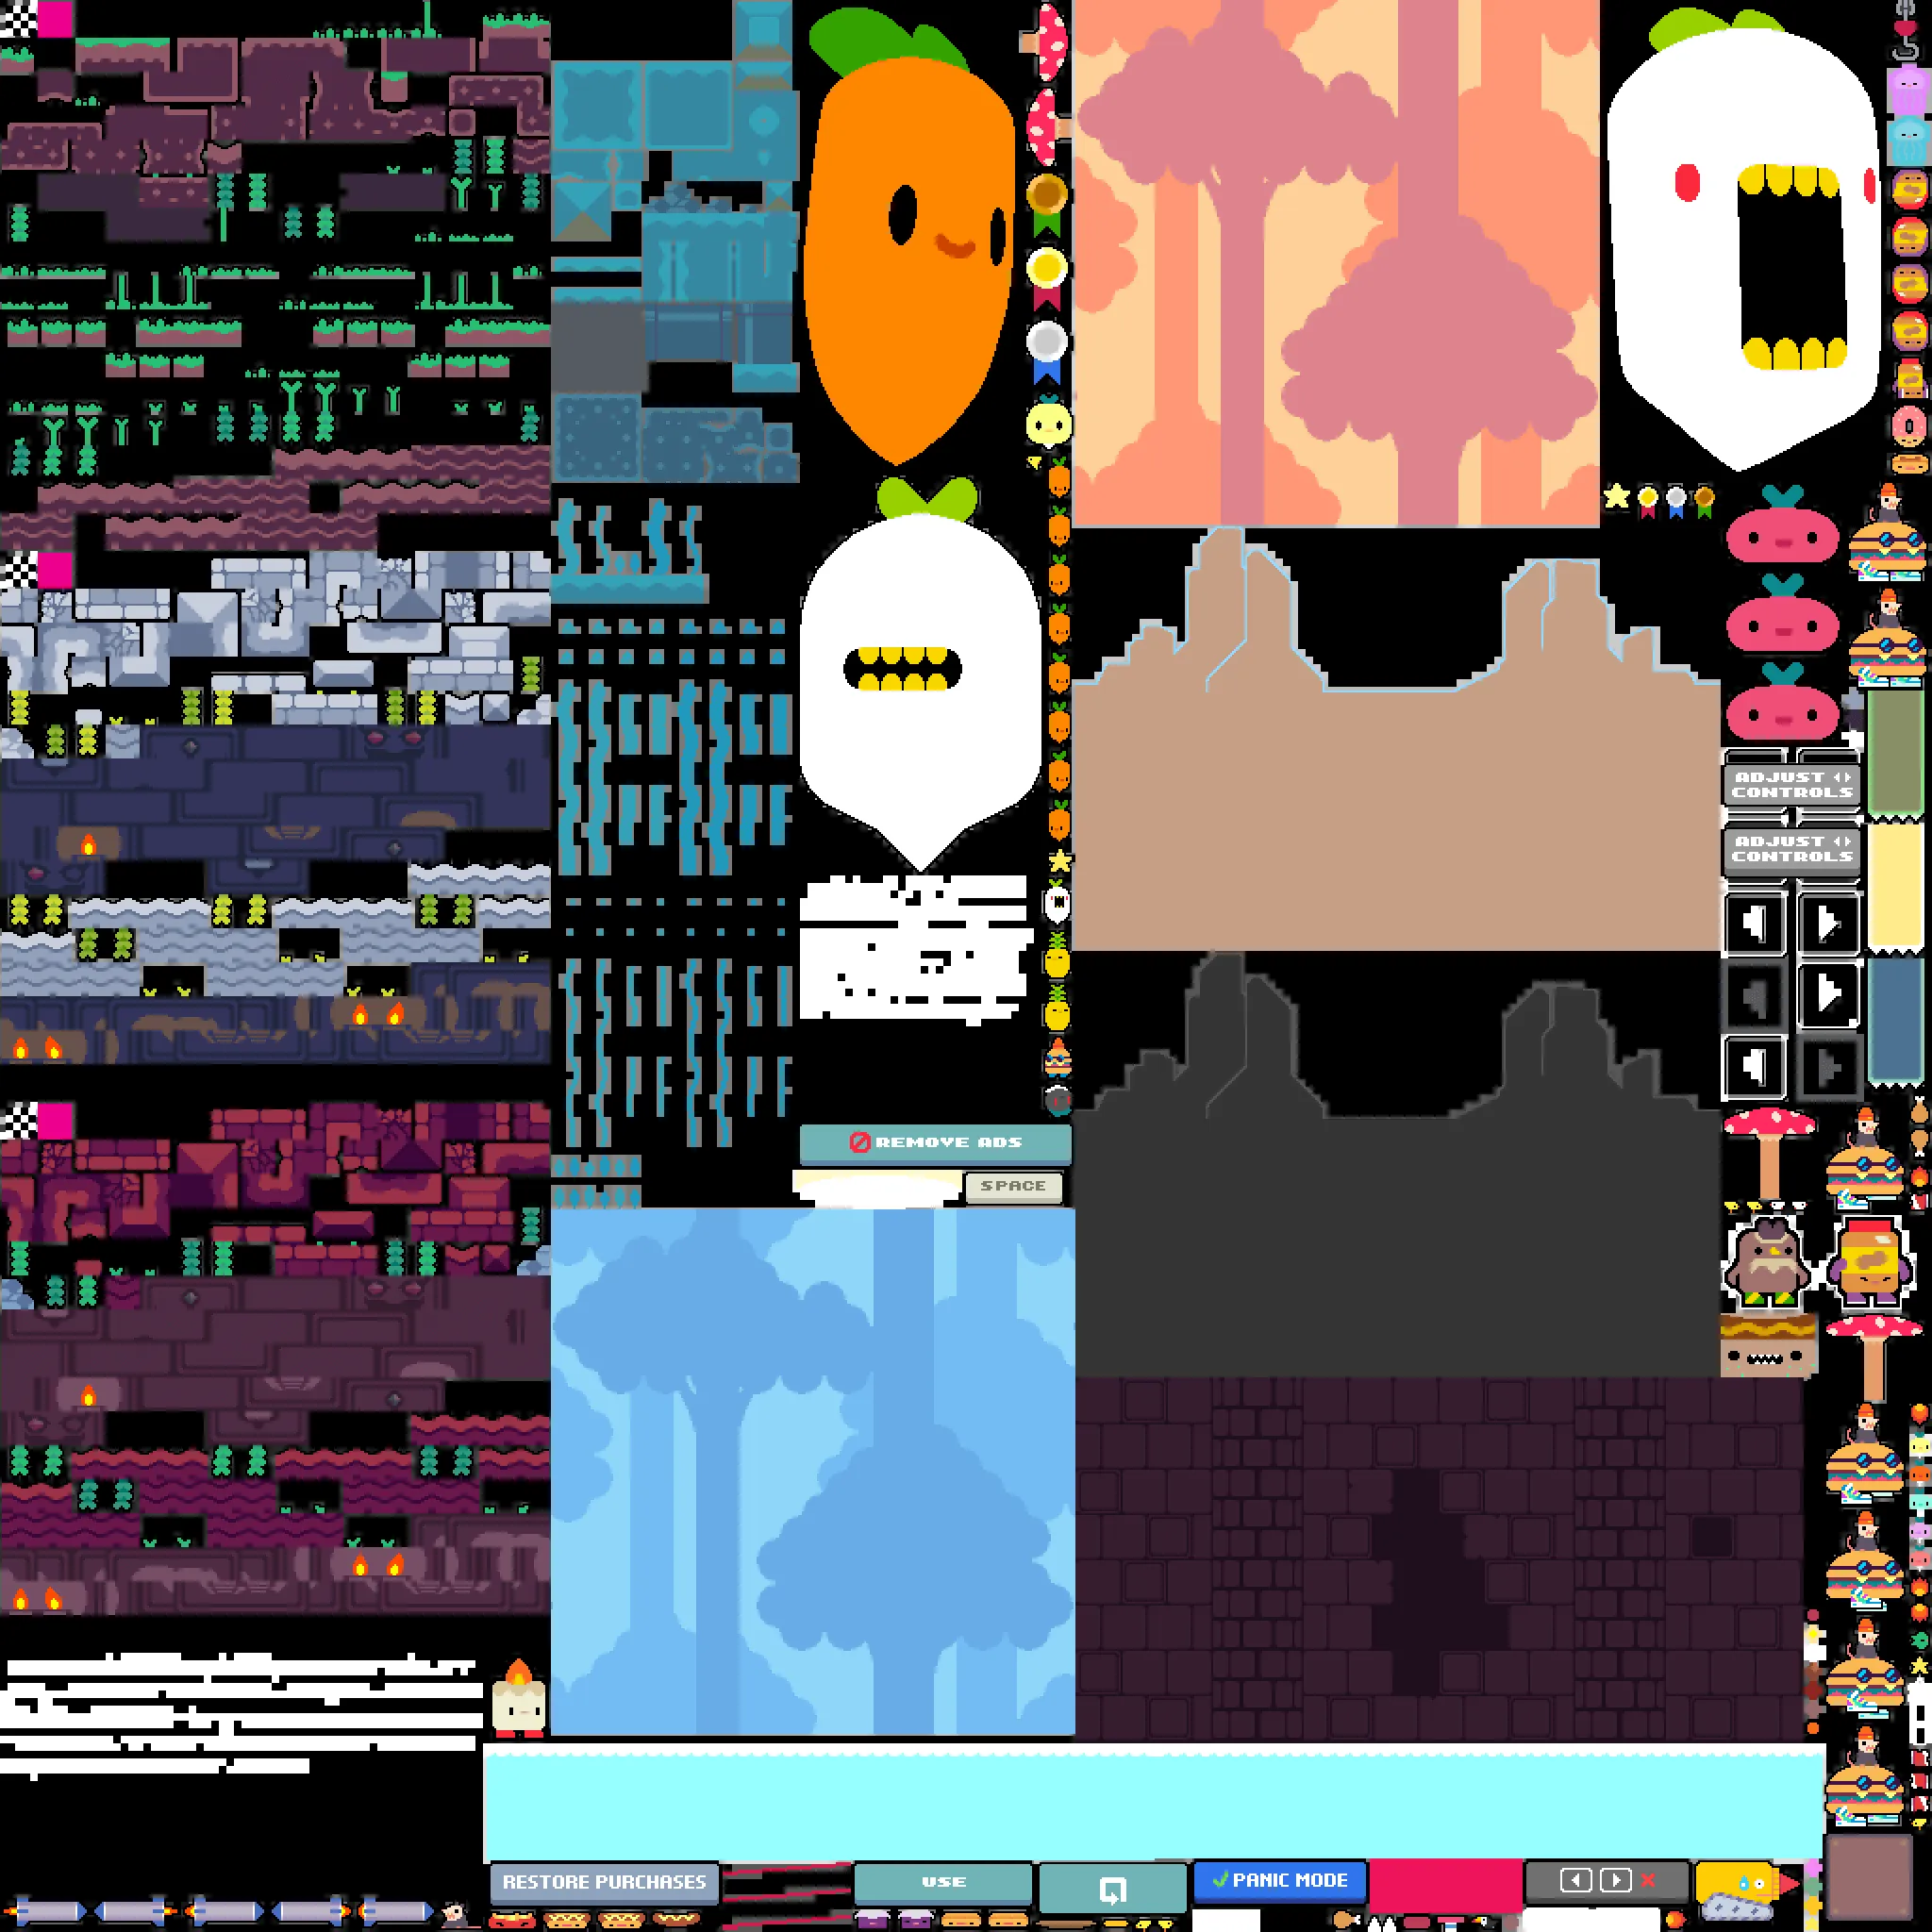 ADJUST
CONTROLS
ADJUST
CONTROLS
REMOVE ADS
SPACE
RESTORE PURCHASES
USE
PANIC MODE